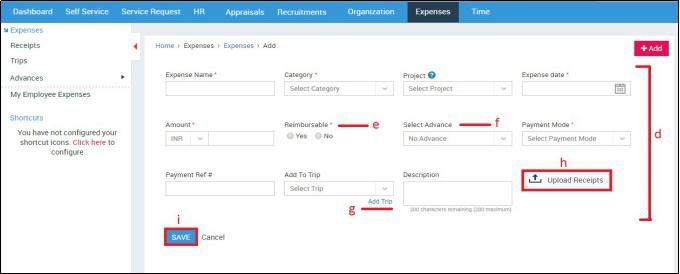 Dashboard Self Service Service Request HR Appraisals Recruitments Organization Expenses Time
Expenses
Receipts
Trips
Advances
My Employee Expenses
Shortcuts
You have not configured your
shortcut icons. Click here to
configure
Home › Expenses › Expenses › Add
+ Add
Expense Name * Category * Project ? Expense date *
Select Category Select Project
d
Amount * Reimbursable * e Select Advance f Payment Mode *
INR Yes No No Advance Select Payment Mode
h
Payment Ref # Add To Trip Description
Select Trip Upload Receipts
g Add Trip
200 characters remaining (200 maximum)
i
SAVE Cancel